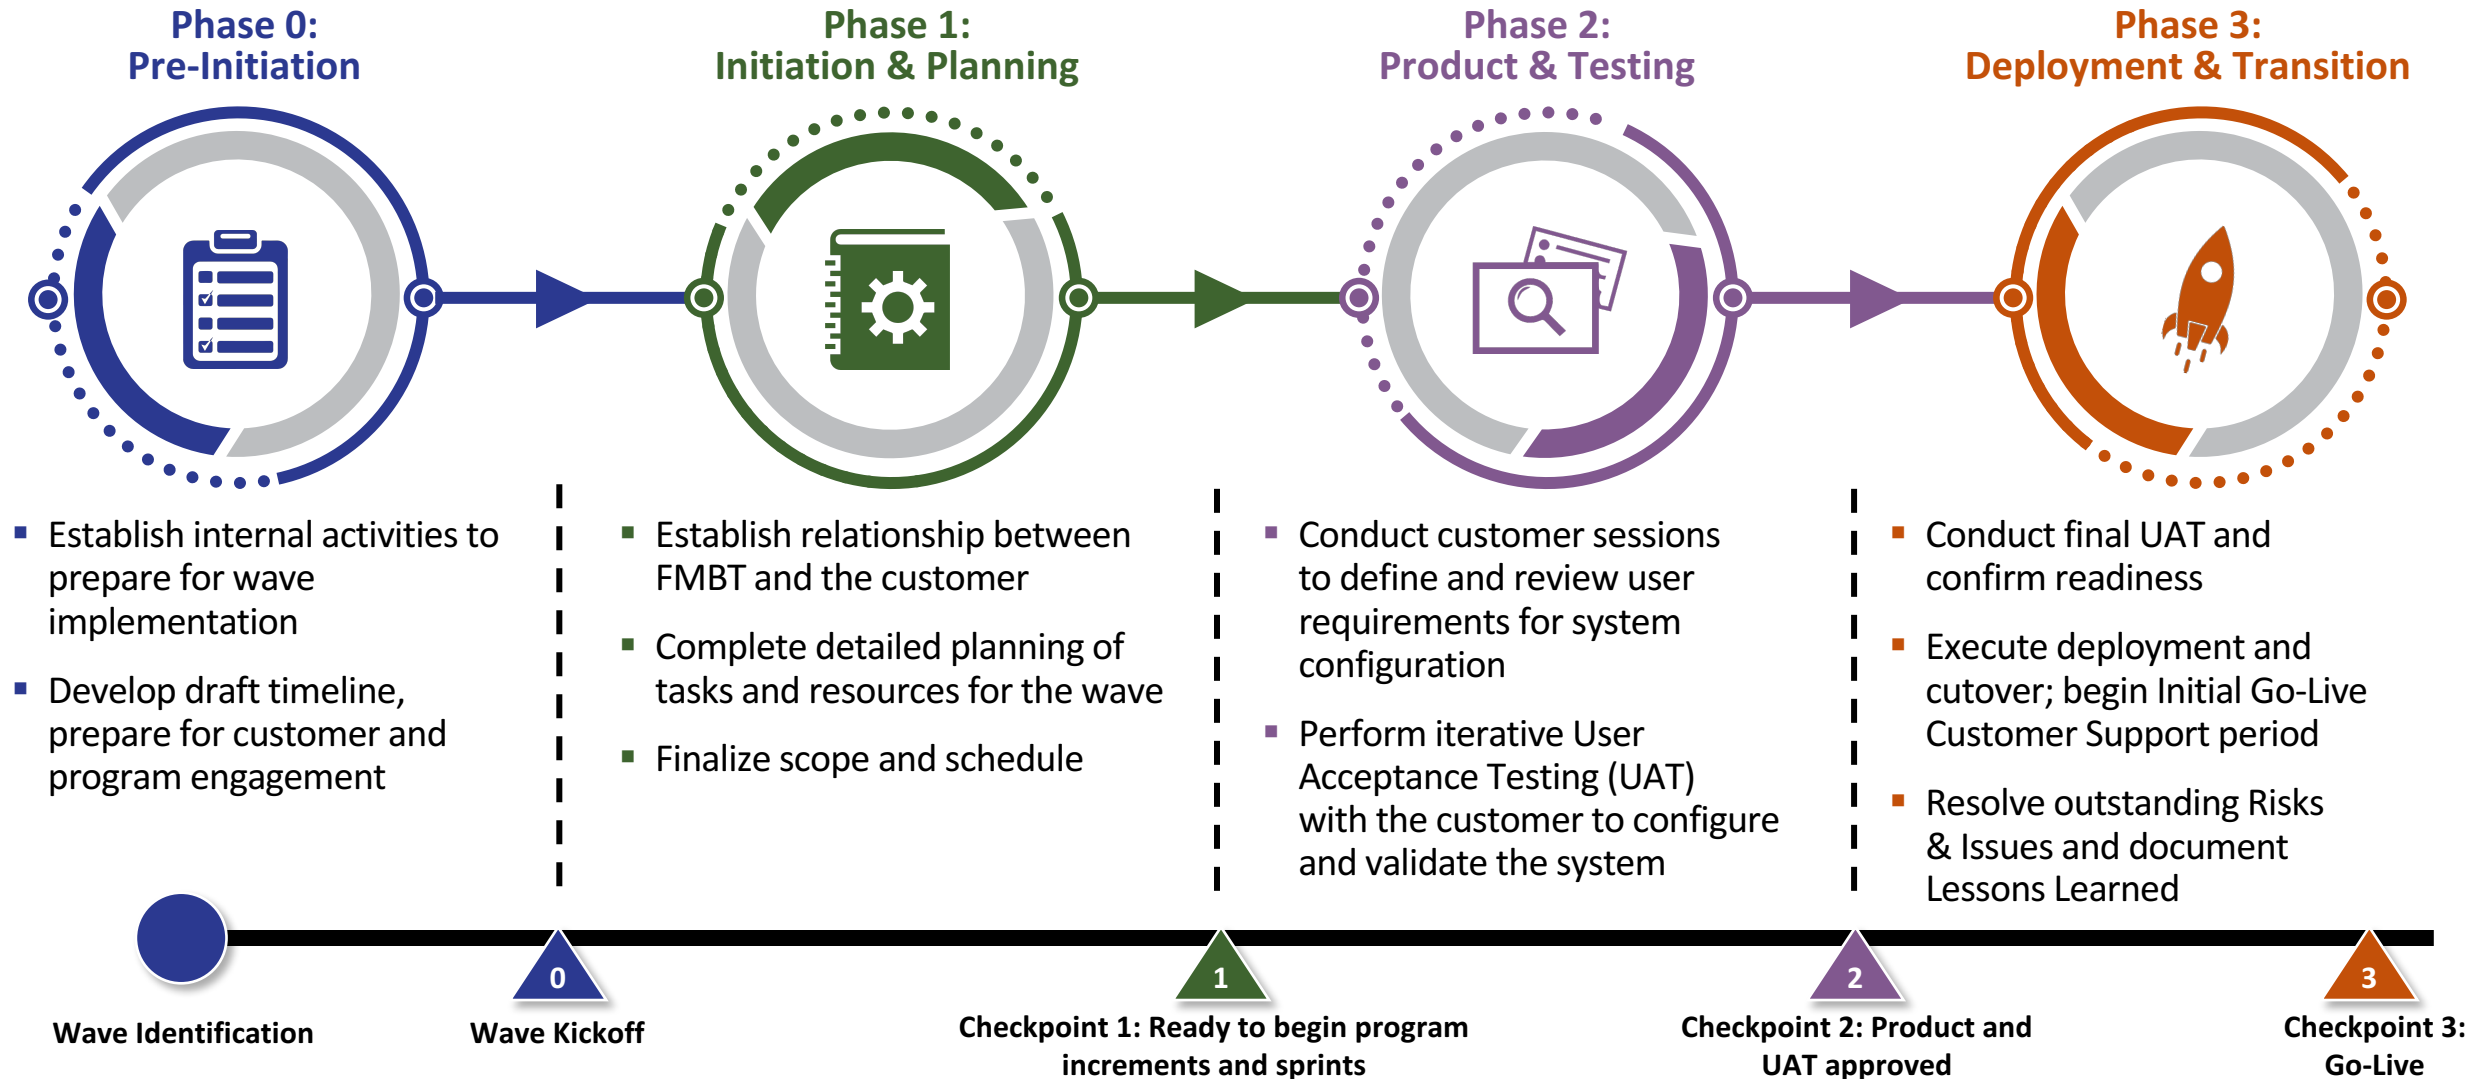 Phase 0:
Pre-Initiation
Phase 1:
Initiation & Planning
Phase 2:
Product & Testing
Phase 3:
Deployment & Transition
▪ Establish internal activities to
prepare for wave
implementation
▪ Develop draft timeline,
prepare for customer and
program engagement
▪ Establish relationship between
FMBT and the customer
▪ Complete detailed planning of
tasks and resources for the wave
▪ Finalize scope and schedule
▪ Conduct customer sessions
to define and review user
requirements for system
configuration
▪ Perform iterative User
Acceptance Testing (UAT)
with the customer to configure
and validate the system
▪ Conduct final UAT and
confirm readiness
▪ Execute deployment and
cutover; begin Initial Go-Live
Customer Support period
▪ Resolve outstanding Risks
& Issues and document
Lessons Learned
Wave Identification
0
Wave Kickoff
1
Checkpoint 1: Ready to begin program
increments and sprints
2
Checkpoint 2: Product and
UAT approved
3
Checkpoint 3:
Go-Live